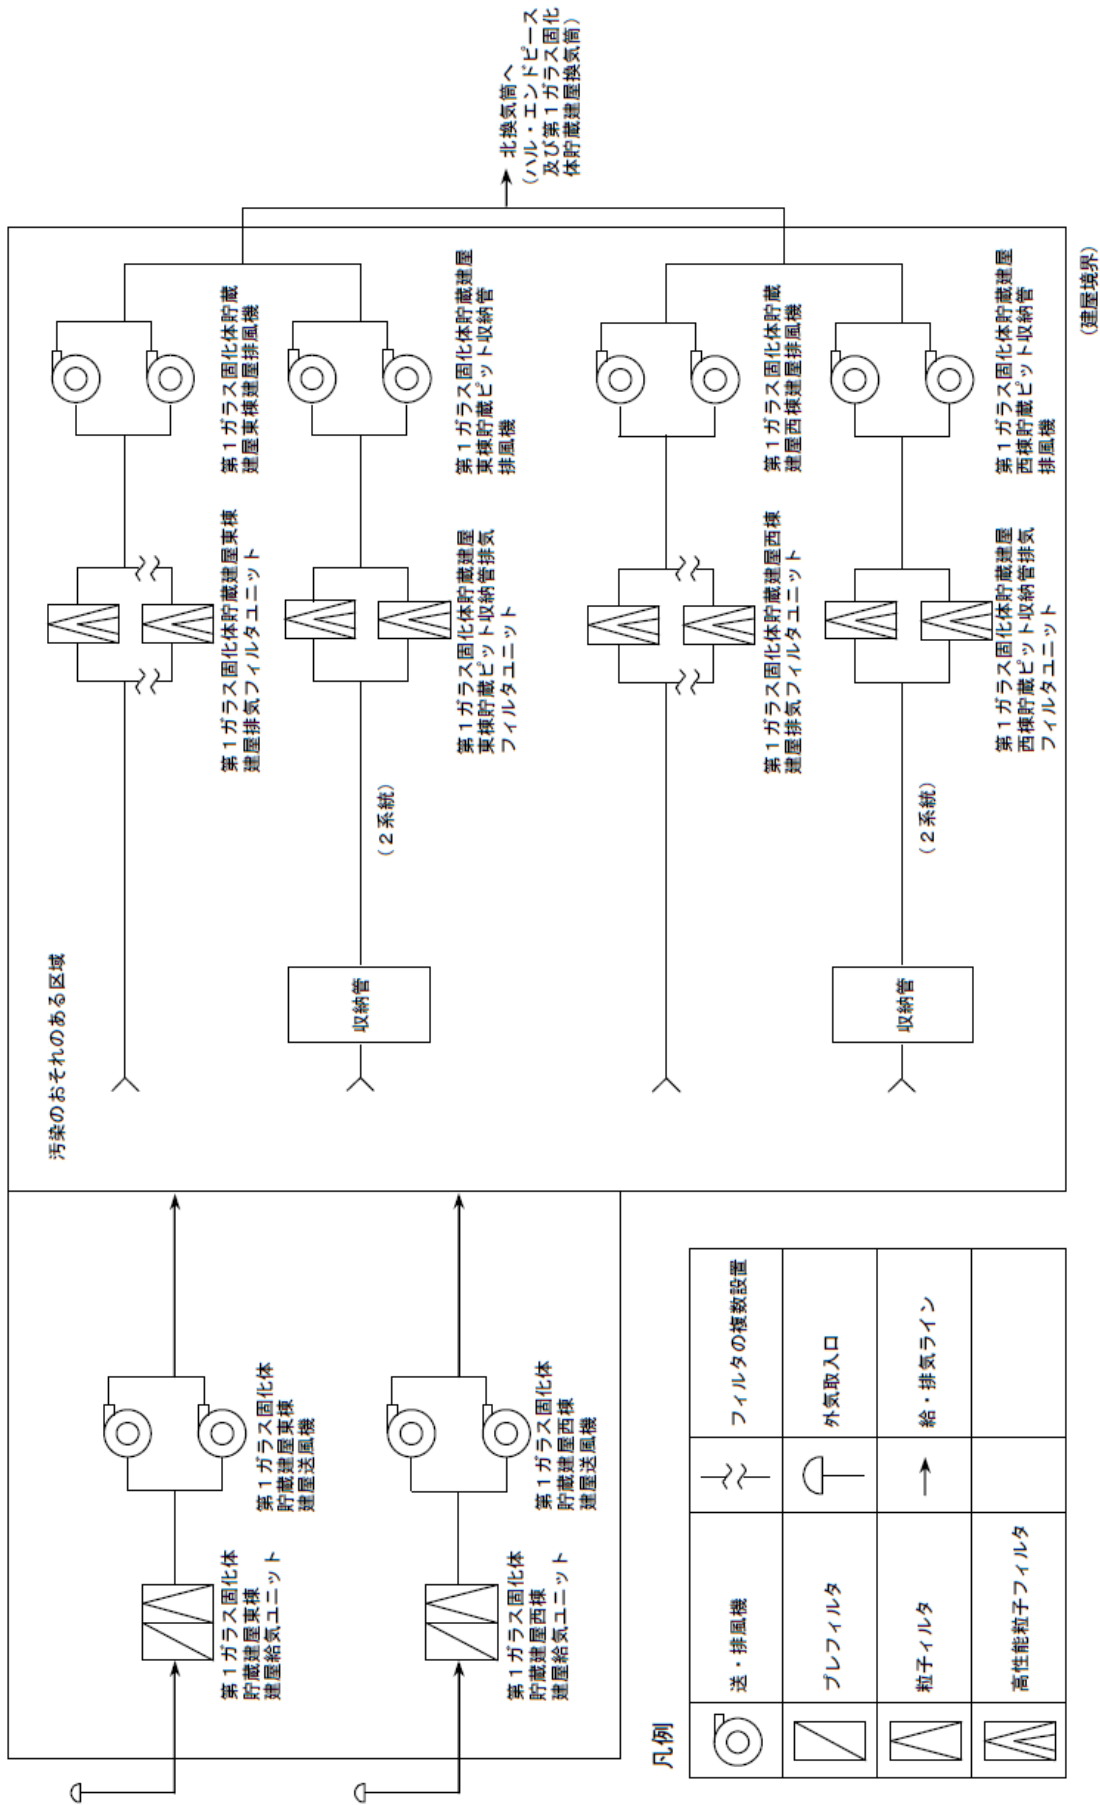 汚染のおそれのある区域
第１ガラス固化体
貯蔵建屋東棟
建屋給気ユニット
第１ガラス固化体
貯蔵建屋東棟
建屋送風機
第１ガラス固化体
貯蔵建屋西棟
建屋給気ユニット
第１ガラス固化体
貯蔵建屋西棟
建屋送風機
第１ガラス固化体貯蔵建屋東棟
建屋排気フィルタユニット
第１ガラス固化体貯蔵
建屋東棟建屋排風機
収納管
（２系統）
第１ガラス固化体貯蔵建屋
東棟貯蔵ピット収納管排気
フィルタユニット
第１ガラス固化体貯蔵建屋
東棟貯蔵ピット収納管
排風機
第１ガラス固化体貯蔵建屋西棟
建屋排気フィルタユニット
第１ガラス固化体貯蔵
建屋西棟建屋排風機
収納管
（２系統）
第１ガラス固化体貯蔵建屋
西棟貯蔵ピット収納管排気
フィルタユニット
第１ガラス固化体貯蔵建屋
西棟貯蔵ピット収納管
排風機
北換気筒へ
（ハル・エンドピース
及び第１ガラス固化
体貯蔵建屋換気筒）
（建屋境界）
凡例
送・排風機
フィルタの複数設置
プレフィルタ
外気取入口
粒子ィルタ
給・排気ライン
高性能粒子フィルタ